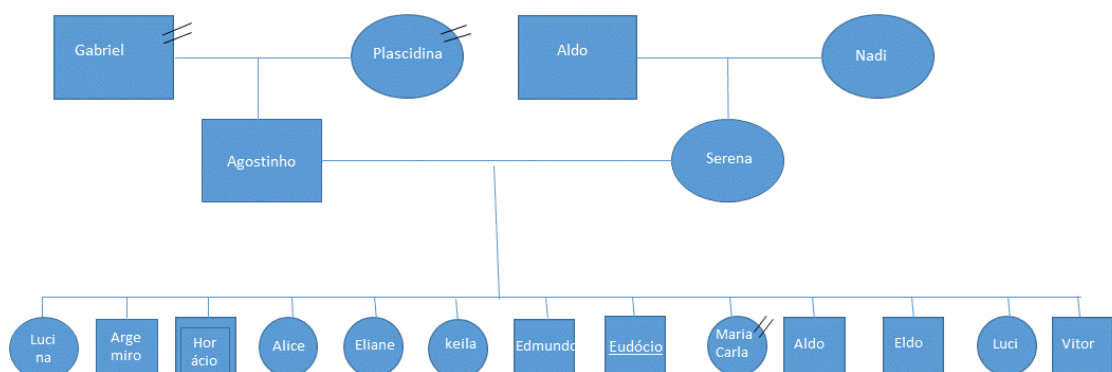 Gabriel
Plascidina
Aldo
Nadi
Agostinho
Serena
Luci
na
Arge
miro
Hor
ácio
Alice
Eliane
keila
Edmundo
Eudócio
Maria
Carla
Aldo
Eldo
Luci
Vitor